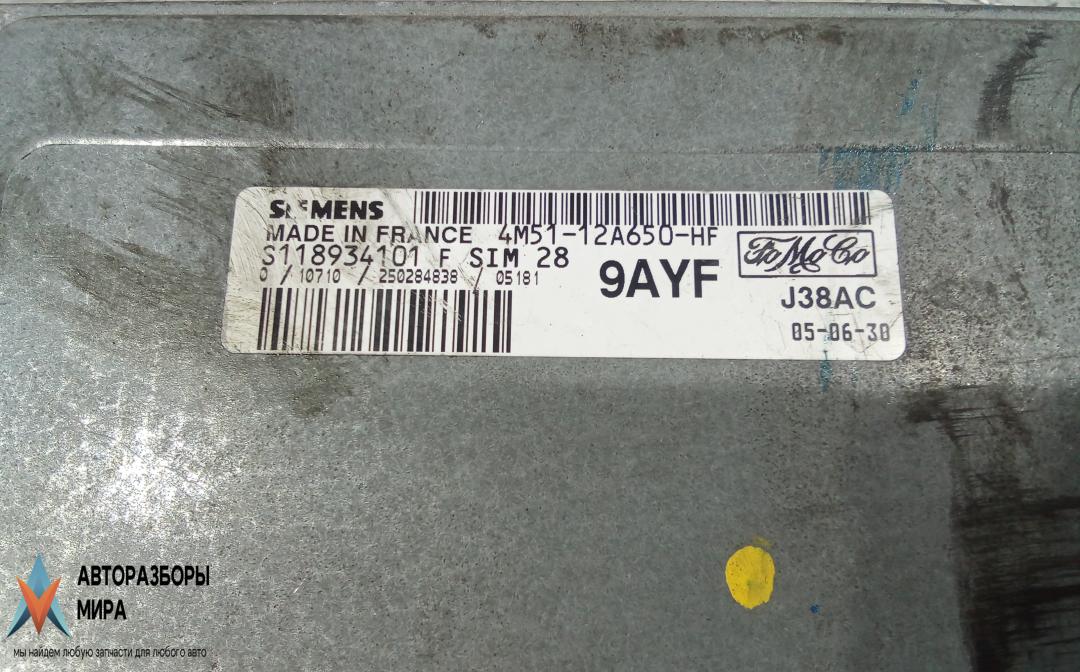 SIEMENS
MADE IN FRANCE 4M51-12A650-HF
S118934101 F SIM 28
0 / 10710 / 250284838 / 05181
9AYF
FoMoCo
J38AC
05-06-30
АВТОРАЗБОРЫ
МИРА
мы найдем любую запчасти для любого авто